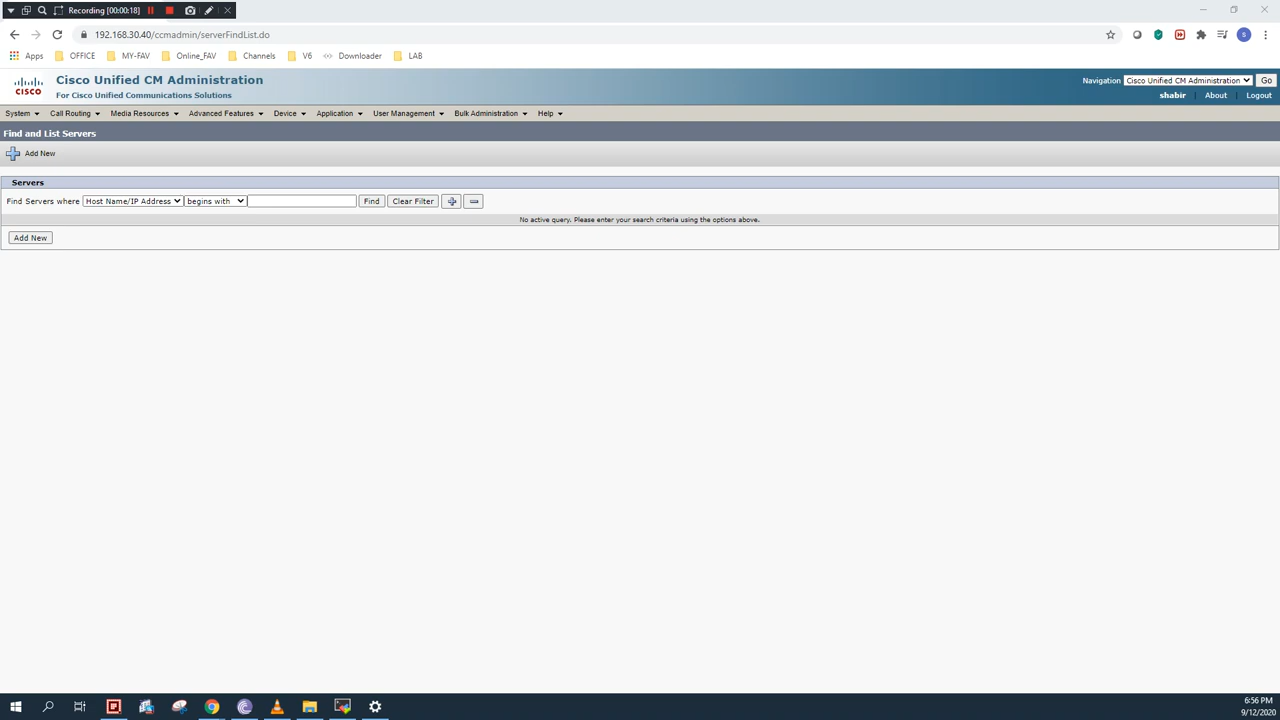 Recording [00:00:18]
192.168.30.40/ccmadmin/serverFindList.do
S
Apps OFFICE MY-FAV Online_FAV Channels V6 Downloader LAB
CISCO
Cisco Unified CM Administration
For Cisco Unified Communications Solutions
Navigation Cisco Unified CM Administration Go
shabir | About | Logout
System Call Routing Media Resources Advanced Features Device Application User Management Bulk Administration Help
Find and List Servers
Add New
Servers
Find Servers where Host Name/IP Address begins with Find Clear Filter
No active query. Please enter your search criteria using the options above.
Add New
6:56 PM
9/12/2020